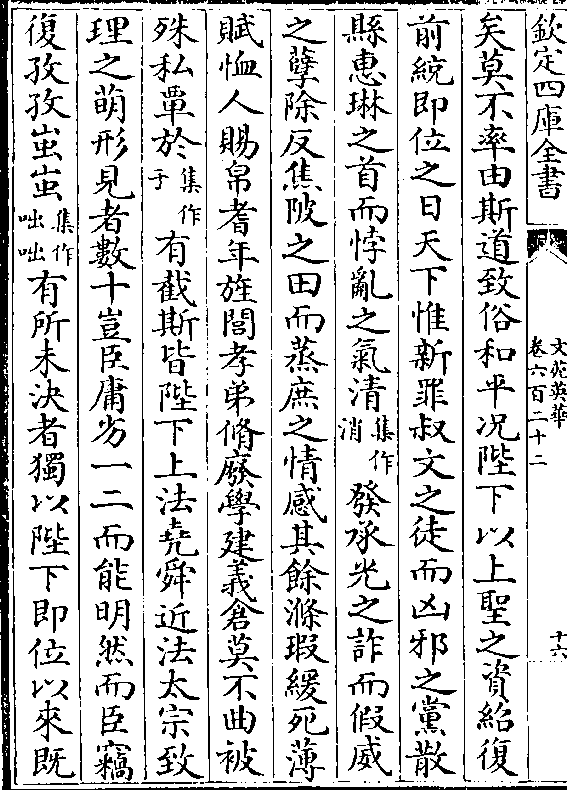 欽定四庫全書
文苑英華
卷六百二十二
十六
矣莫不率由斯道致俗和平况陛下以上聖之資紹復
前統即位之日天下惟新罪叔文之徒而凶邪之黨散
縣惠琳之首而悖亂之氣清集作消發承光之詐而假威
之孽除反焦陂之田而蒸庶之情感其餘滌瑕緩死薄
賦恤人賜帛耆年旌閭孝弟脩廢學建義倉莫不曲被
殊私覃於集作于有截斯皆陛下上法堯舜近法太宗致
理之萌形見者數十豈臣庸劣一二而能明然而臣竊
復孜孜蚩蚩集作咄咄有所未決者獨以陛下即位以來既